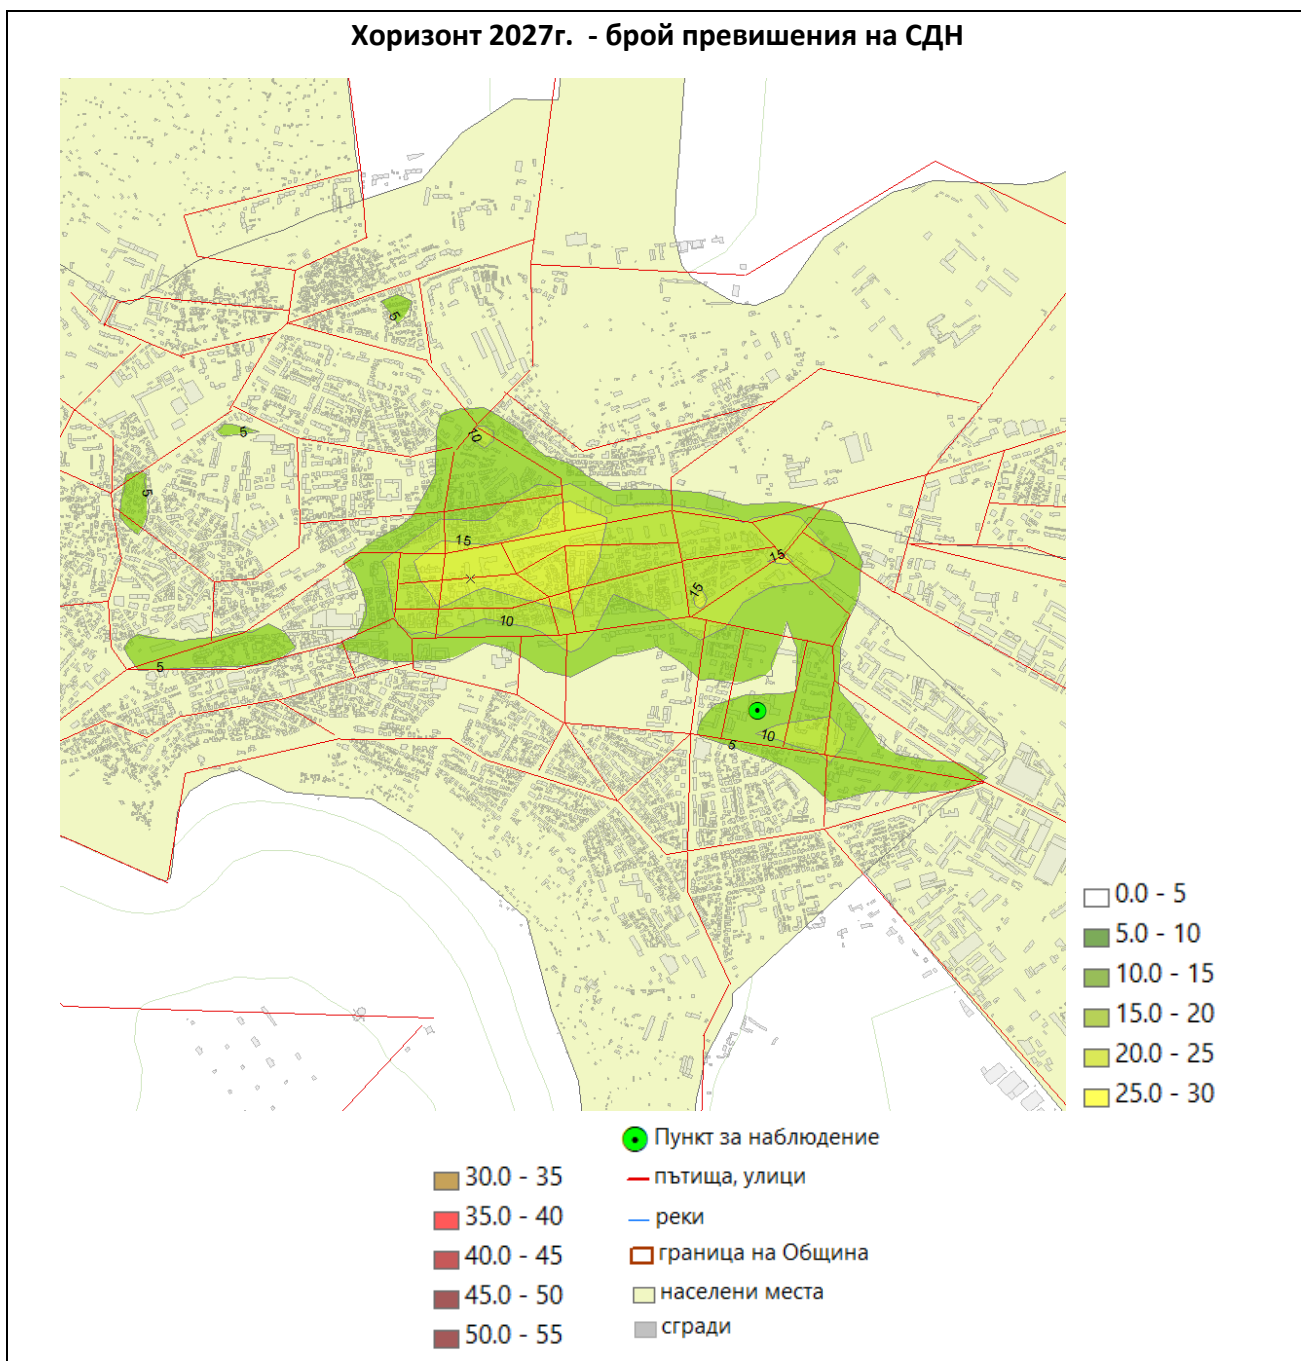 Хоризонт 2027г. - брой превишения на СДН
5
10
5
5
15
15
15
10
5
10
5
0.0 - 5
5.0 - 10
10.0 - 15
15.0 - 20
20.0 - 25
25.0 - 30
Пункт за наблюдение
30.0 - 35
пътища, улици
35.0 - 40
реки
40.0 - 45
граница на Община
45.0 - 50
населени места
50.0 - 55
сгради